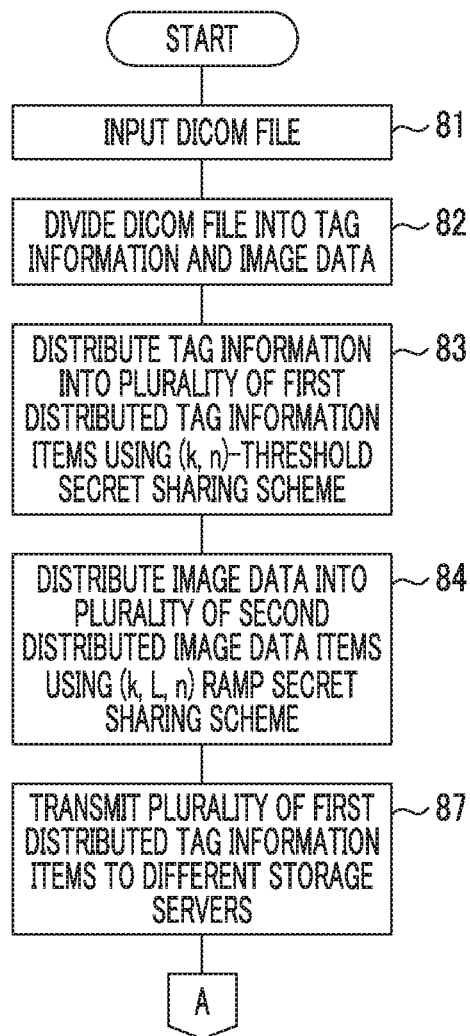 START
INPUT DICOM FILE
81
DIVIDE DICOM FILE INTO TAG
INFORMATION AND IMAGE DATA
82
DISTRIBUTE TAG INFORMATION
INTO PLURALITY OF FIRST
DISTRIBUTED TAG INFORMATION
ITEMS USING (k, n)-THRESHOLD
SECRET SHARING SCHEME
83
DISTRIBUTE IMAGE DATA INTO
PLURALITY OF SECOND
DISTRIBUTED IMAGE DATA ITEMS
USING (k, L, n) RAMP SECRET
SHARING SCHEME
84
TRANSMIT PLURALITY OF FIRST
DISTRIBUTED TAG INFORMATION
ITEMS TO DIFFERENT STORAGE
SERVERS
87
A